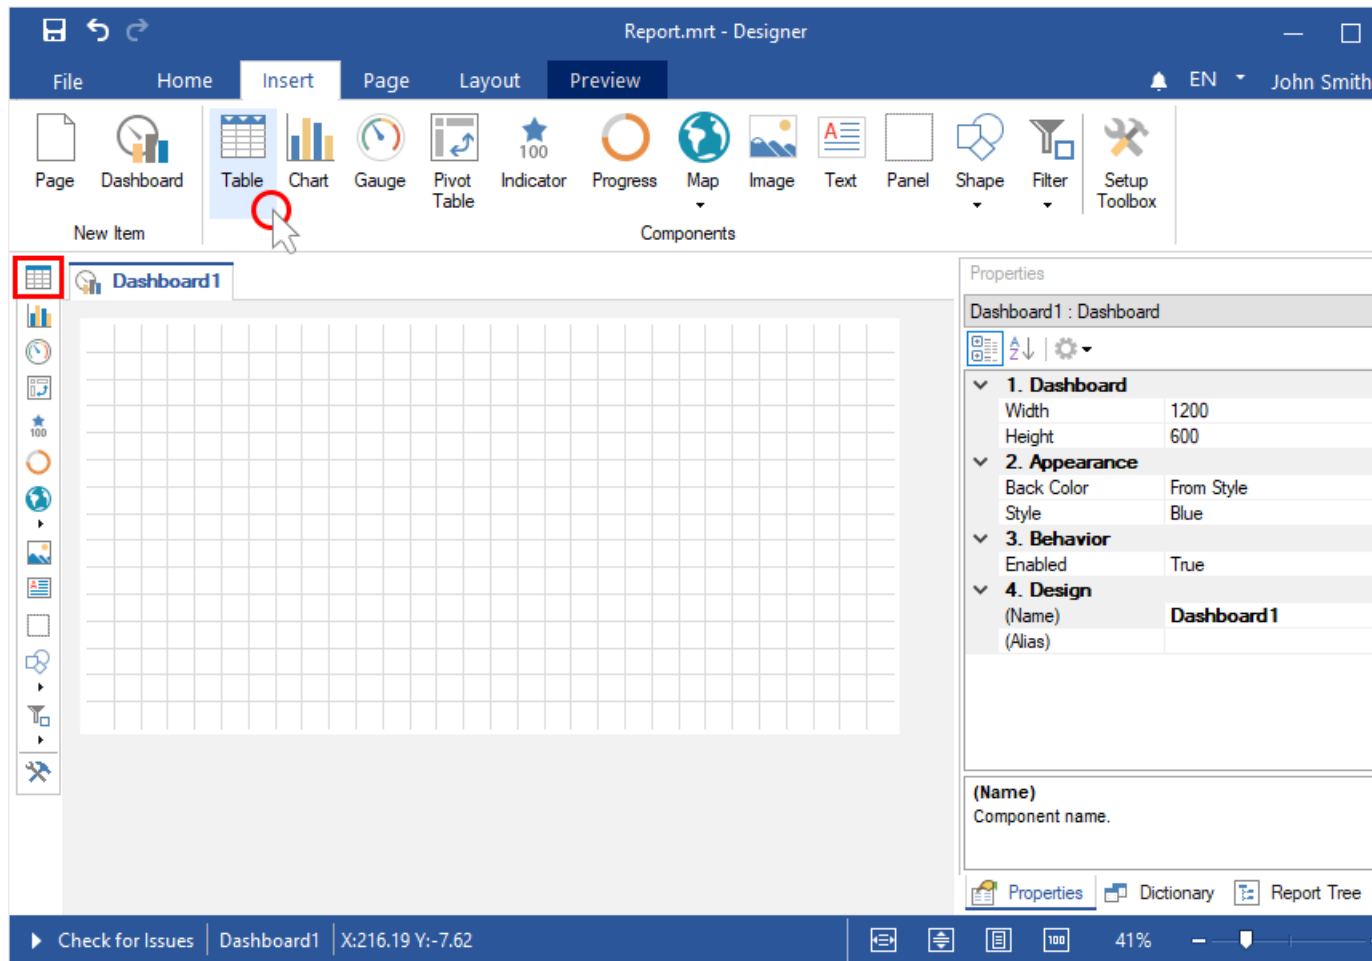 Report.mrt - Designer
File Home Insert Page Layout Preview EN John Smith
100
A
Page Dashboard Table Chart Gauge Pivot Table Indicator Progress Map Image Text Panel Shape Filter Setup Toolbox
New Item Components
Dashboard1
Properties
Dashboard1 : Dashboard
A
Z
1. Dashboard
Width 1200
Height 600
2. Appearance
Back Color From Style
Style Blue
3. Behavior
Enabled True
4. Design
(Name) Dashboard1
(Alias)
100
A
(Name)
Component name.
Properties Dictionary Report Tree
Check for Issues Dashboard1 X:216.19 Y:-7.62 100 41%